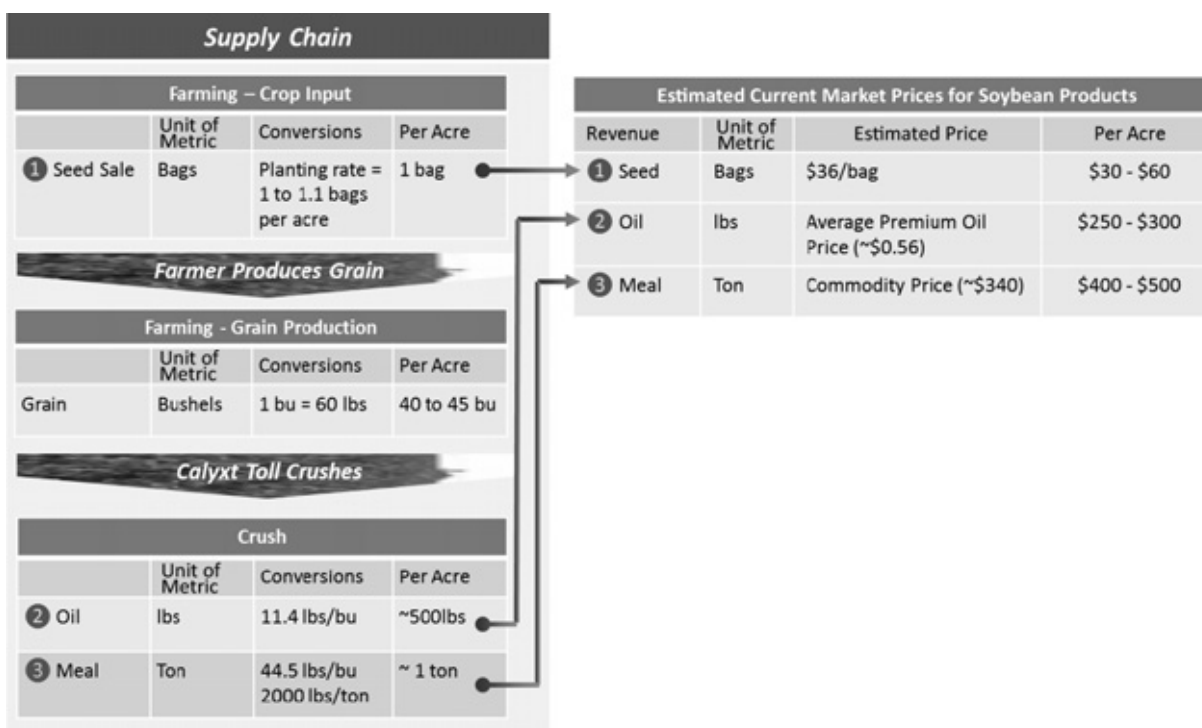 Supply Chain
Farming – Crop Input
Unit of Metric Conversions Per Acre
1 Seed Sale Bags Planting rate = 1 bag
1 to 1.1 bags
per acre
Farmer Produces Grain
Farming - Grain Production
Unit of Metric Conversions Per Acre
Grain Bushels 1 bu = 60 lbs 40 to 45 bu
Calyxt Toll Crushes
Crush
Unit of Metric Conversions Per Acre
2 Oil lbs 11.4 lbs/bu ~500lbs
3 Meal Ton 44.5 lbs/bu ~ 1 ton
2000 lbs/ton
Estimated Current Market Prices for Soybean Products
Revenue Unit of Metric Estimated Price Per Acre
1 Seed Bags $36/bag $30 - $60
2 Oil lbs Average Premium Oil $250 - $300
Price (~$0.56)
3 Meal Ton Commodity Price (~$340) $400 - $500